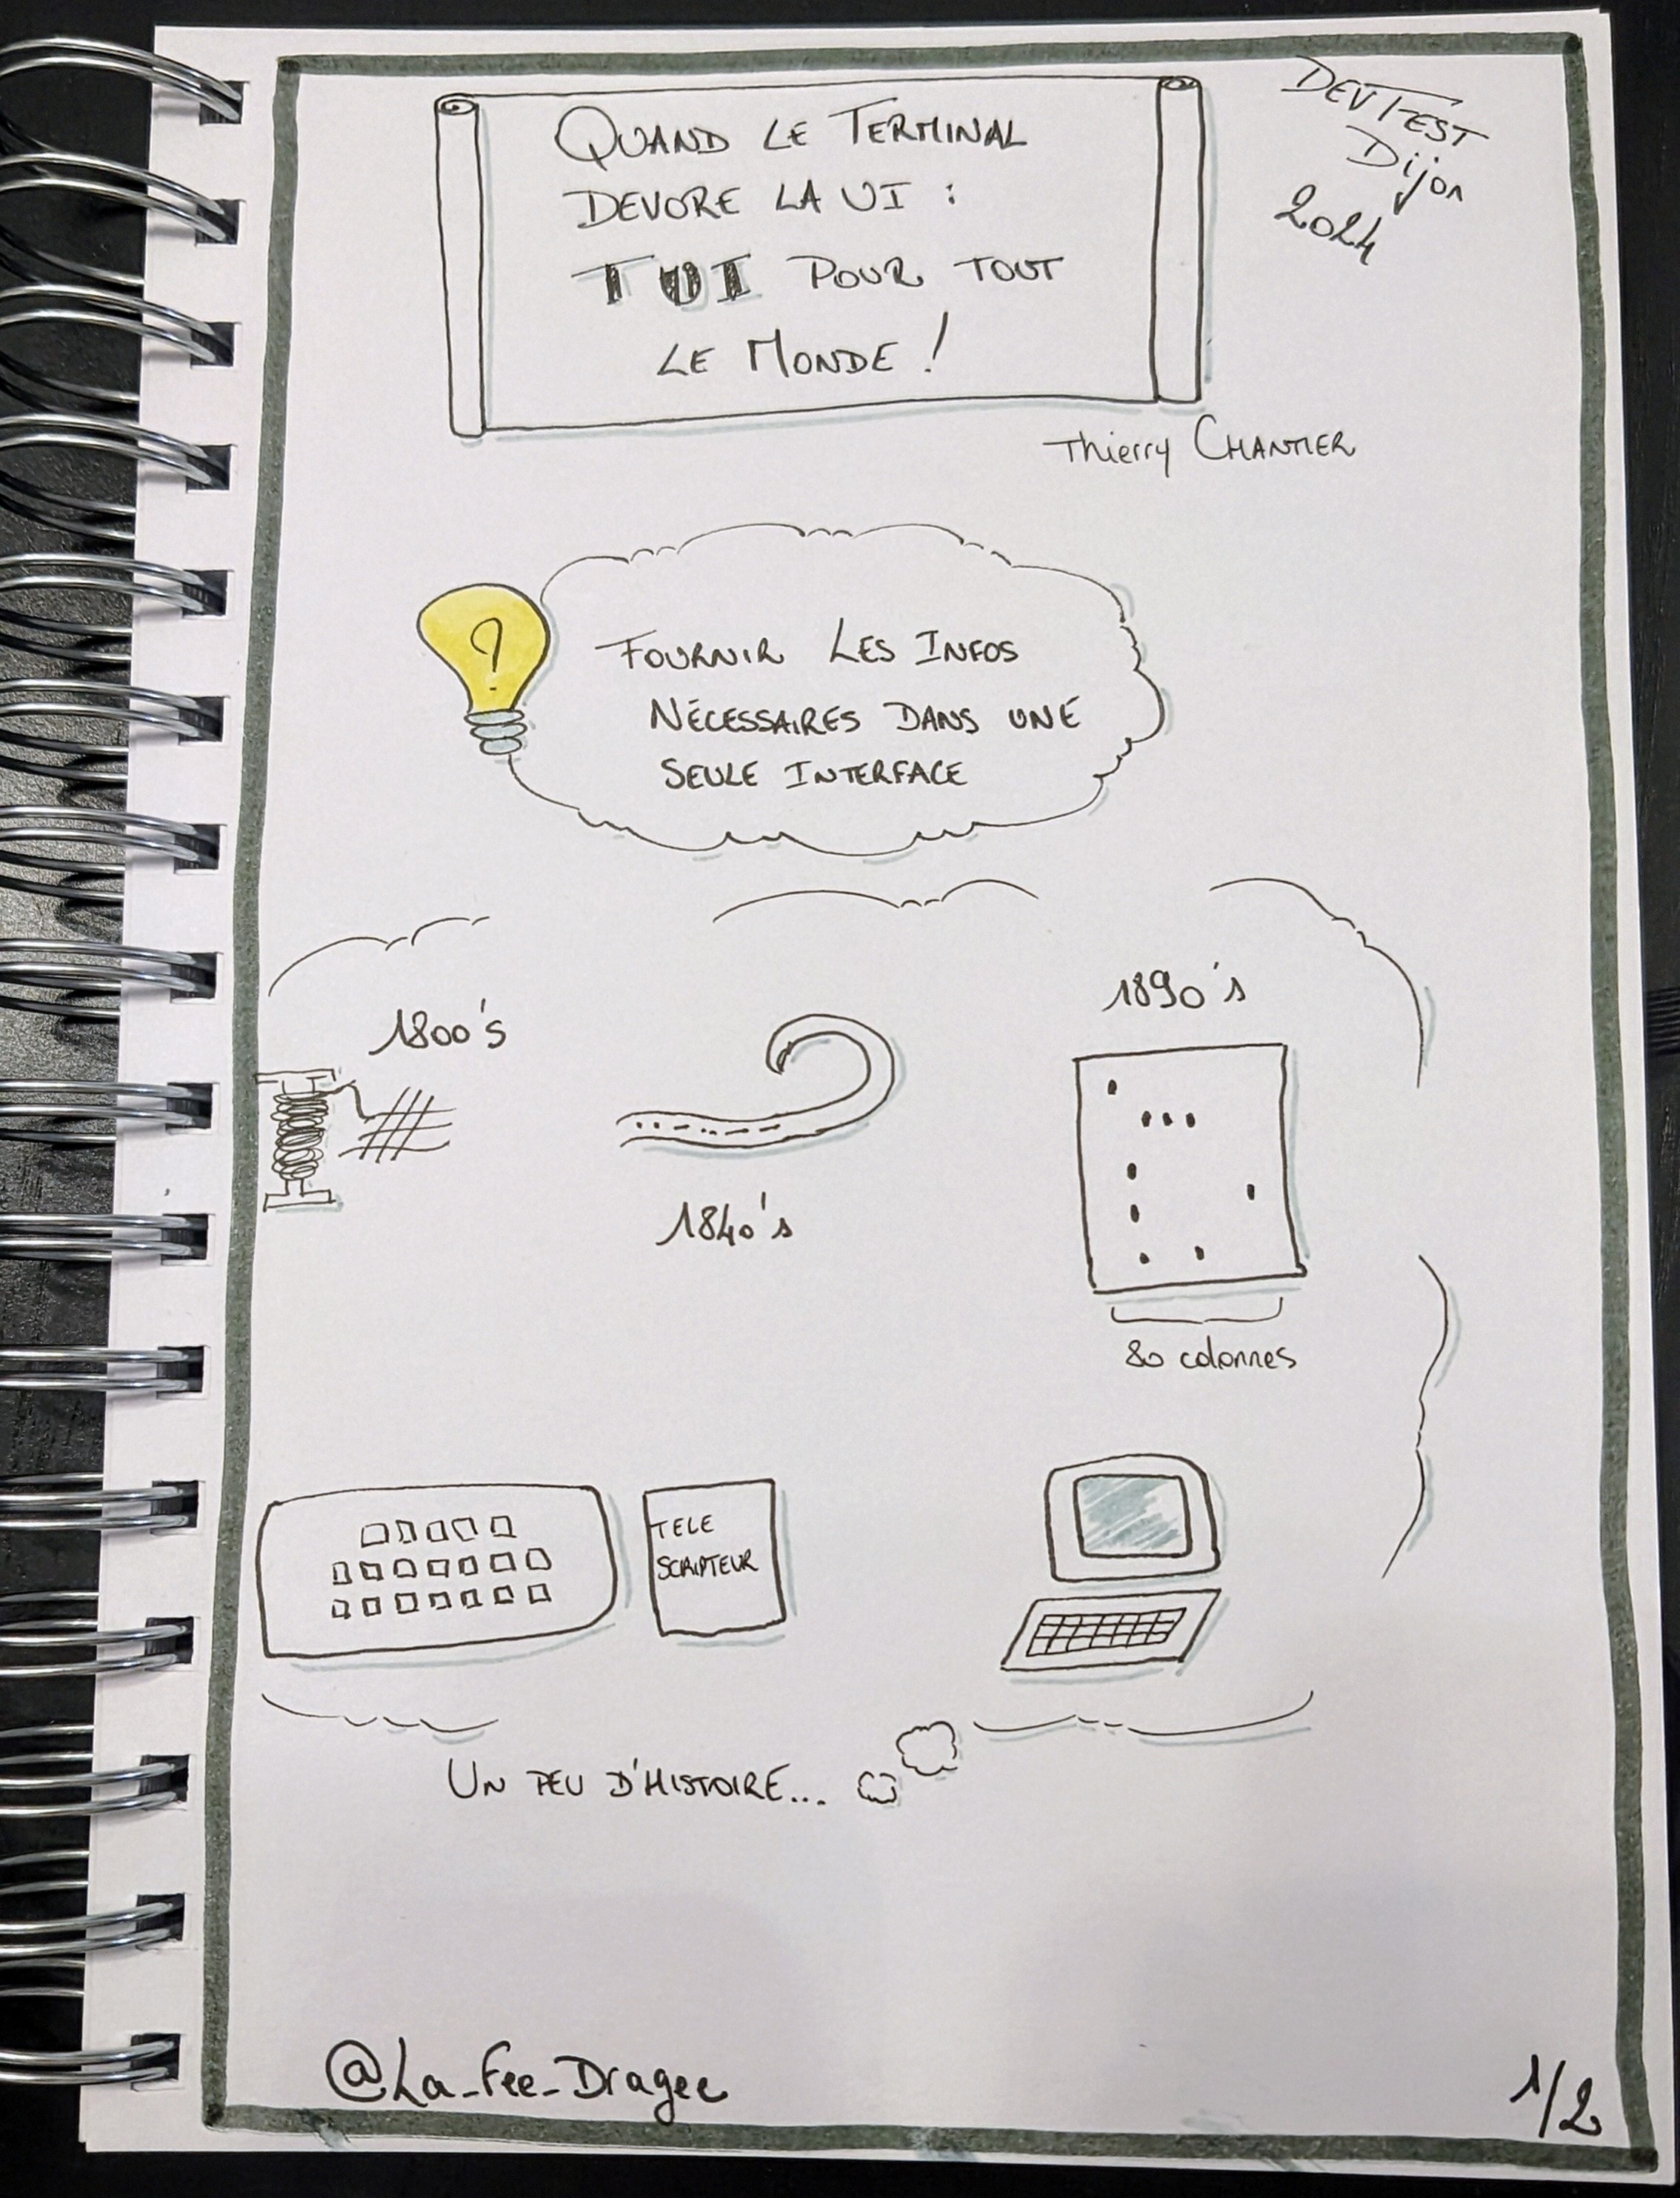 DEVFEST
Dijon
2024
QUAND LE TERMINAL
DEVORE LA UI :
TUI POUR TOUT
LE MONDE !
Thierry CHANTIER
?
FOURNIR LES INFOS
NÉCESSAIRES DANS UNE
SEULE INTERFACE
1800's
1840's
1890's
80 colonnes
TELE
SCRIPTEUR
UN PEU D'HISTOIRE...
@La_Fee_Dragee
1/2